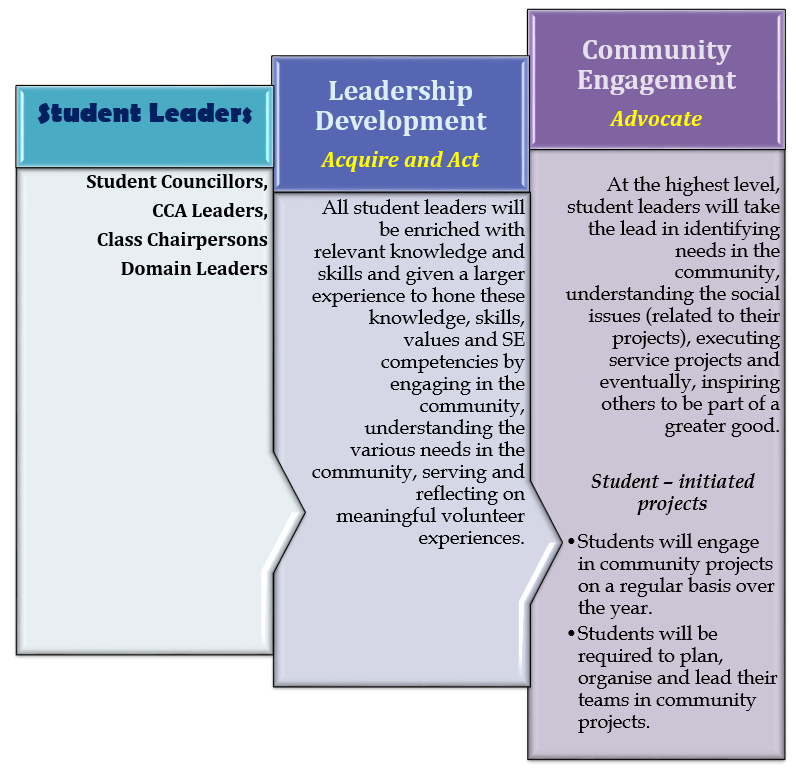 Student Leaders
Student Councillors,
CCA Leaders,
Class Chairpersons
Domain Leaders
Leadership
Development
Acquire and Act
All student leaders will
be enriched with
relevant knowledge and
skills and given a larger
experience to hone these
knowledge, skills,
values and SE
competencies by
engaging in the
community,
understanding the
various needs in the
community, serving and
reflecting on
meaningful volunteer
experiences.
Community
Engagement
Advocate
At the highest level,
student leaders will take
the lead in identifying
needs in the
community,
understanding the social
issues (related to their
projects), executing
service projects and
eventually, inspiring
others to be part of a
greater good.
Student – initiated
projects
•Students will engage
in community projects
on a regular basis over
the year.
•Students will be
required to plan,
organise and lead their
teams in community
projects.